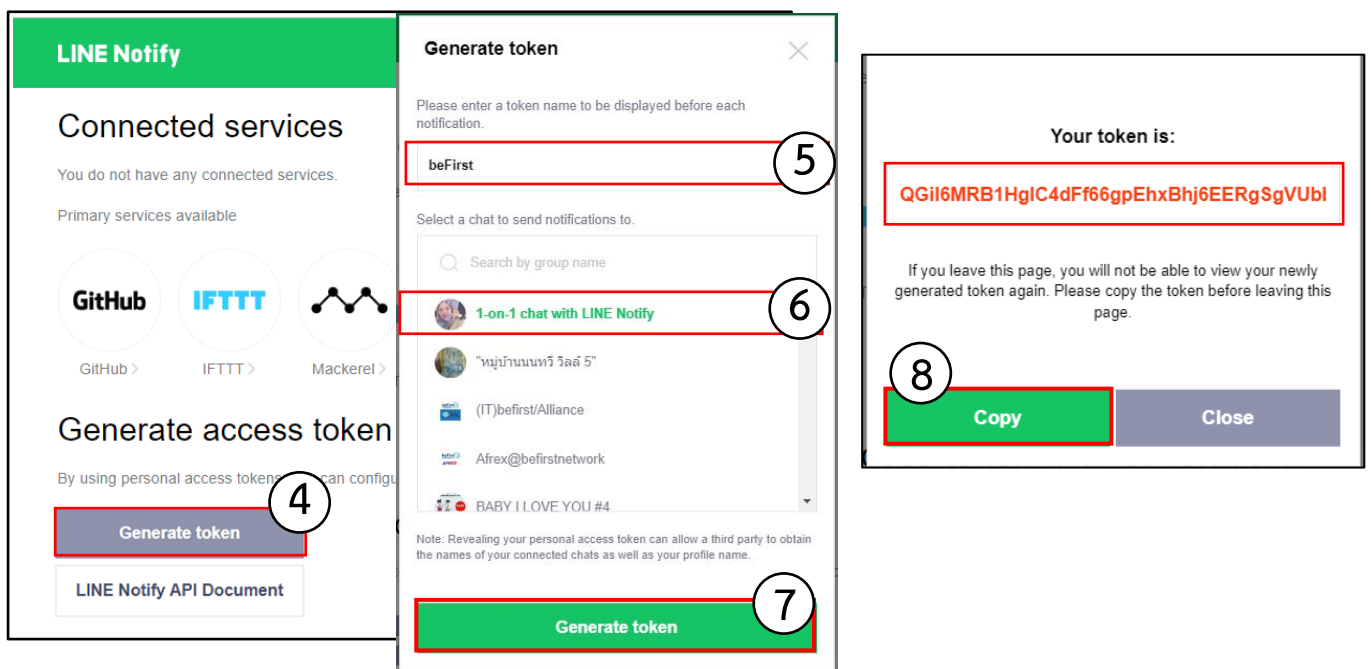 LINE Notify
Connected services
You do not have any connected services.
Primary services available
GitHub
IFTTT
GitHub >
IFTTT >
Mackerel >
Generate access token
By using personal access tokens
can configu
4
Generate token
LINE Notify API Document
Generate token
Please enter a token name to be displayed before each
notification.
beFirst
5
Select a chat to send notifications to.
Search by group name
1-on-1 chat with LINE Notify
6
"หมู่บ้านนนทวี วิลล์ 5"
(IT)befirst/Alliance
Afrex@befirstnetwork
BABY I LOVE YOU #4
Note: Revealing your personal access token can allow a third party to obtain
the names of your connected chats as well as your profile name.
7
Generate token
Your token is:
QGil6MRB1HglC4dFf66gpEhxBhj6EERgSgVUbl
If you leave this page, you will not be able to view your newly
generated token again. Please copy the token before leaving this
page.
8
Copy
Close